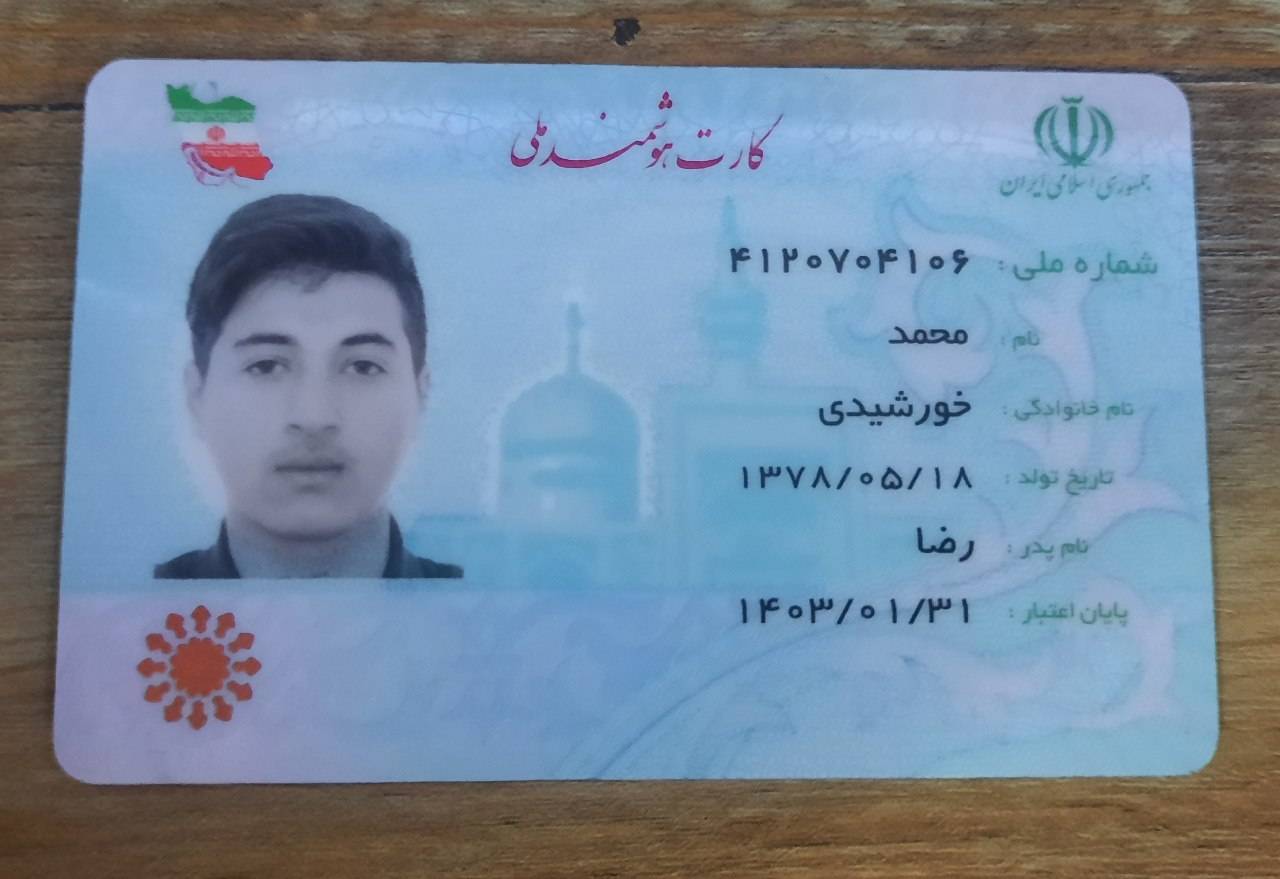 کارت هوشمند ملی
جمهوری اسلامی ایران
شماره ملی : ۴۱۲۰۷۰۴۱۰۶
نام : محمد
نام خانوادگی : خورشیدی
تاریخ تولد : ۱۳۷۸/۰۵/۱۸
نام پدر : رضا
پایان اعتبار : ۱۴۰۳/۰۱/۳۱